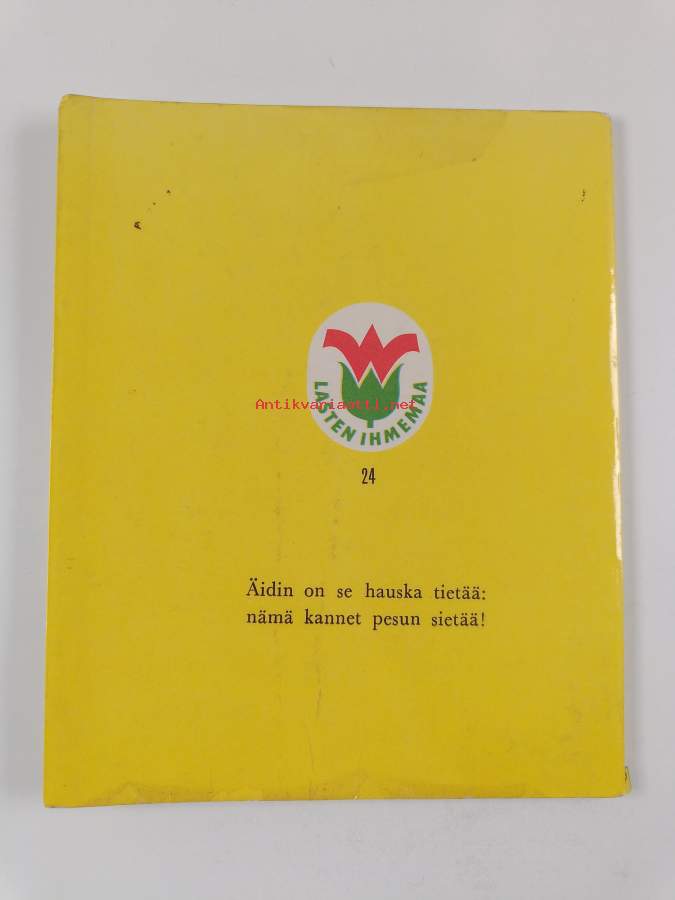 LASTEN IHMEMAA
Antikvariaatti.net
24
Äidin on se hauska tietää:
nämä kannet pesun sietää!